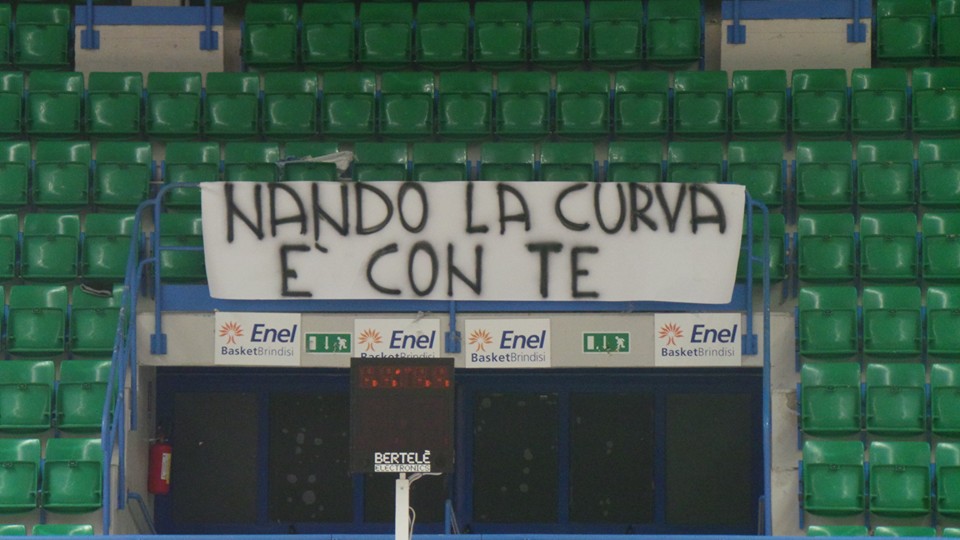 NANDO LA CURVA
E' CON TE
Enel
BasketBrindisi
Enel
BasketBrindisi
Enel
BasketBrindisi
Enel
BasketBrindisi
BERTELÈ
ELECTRONICS